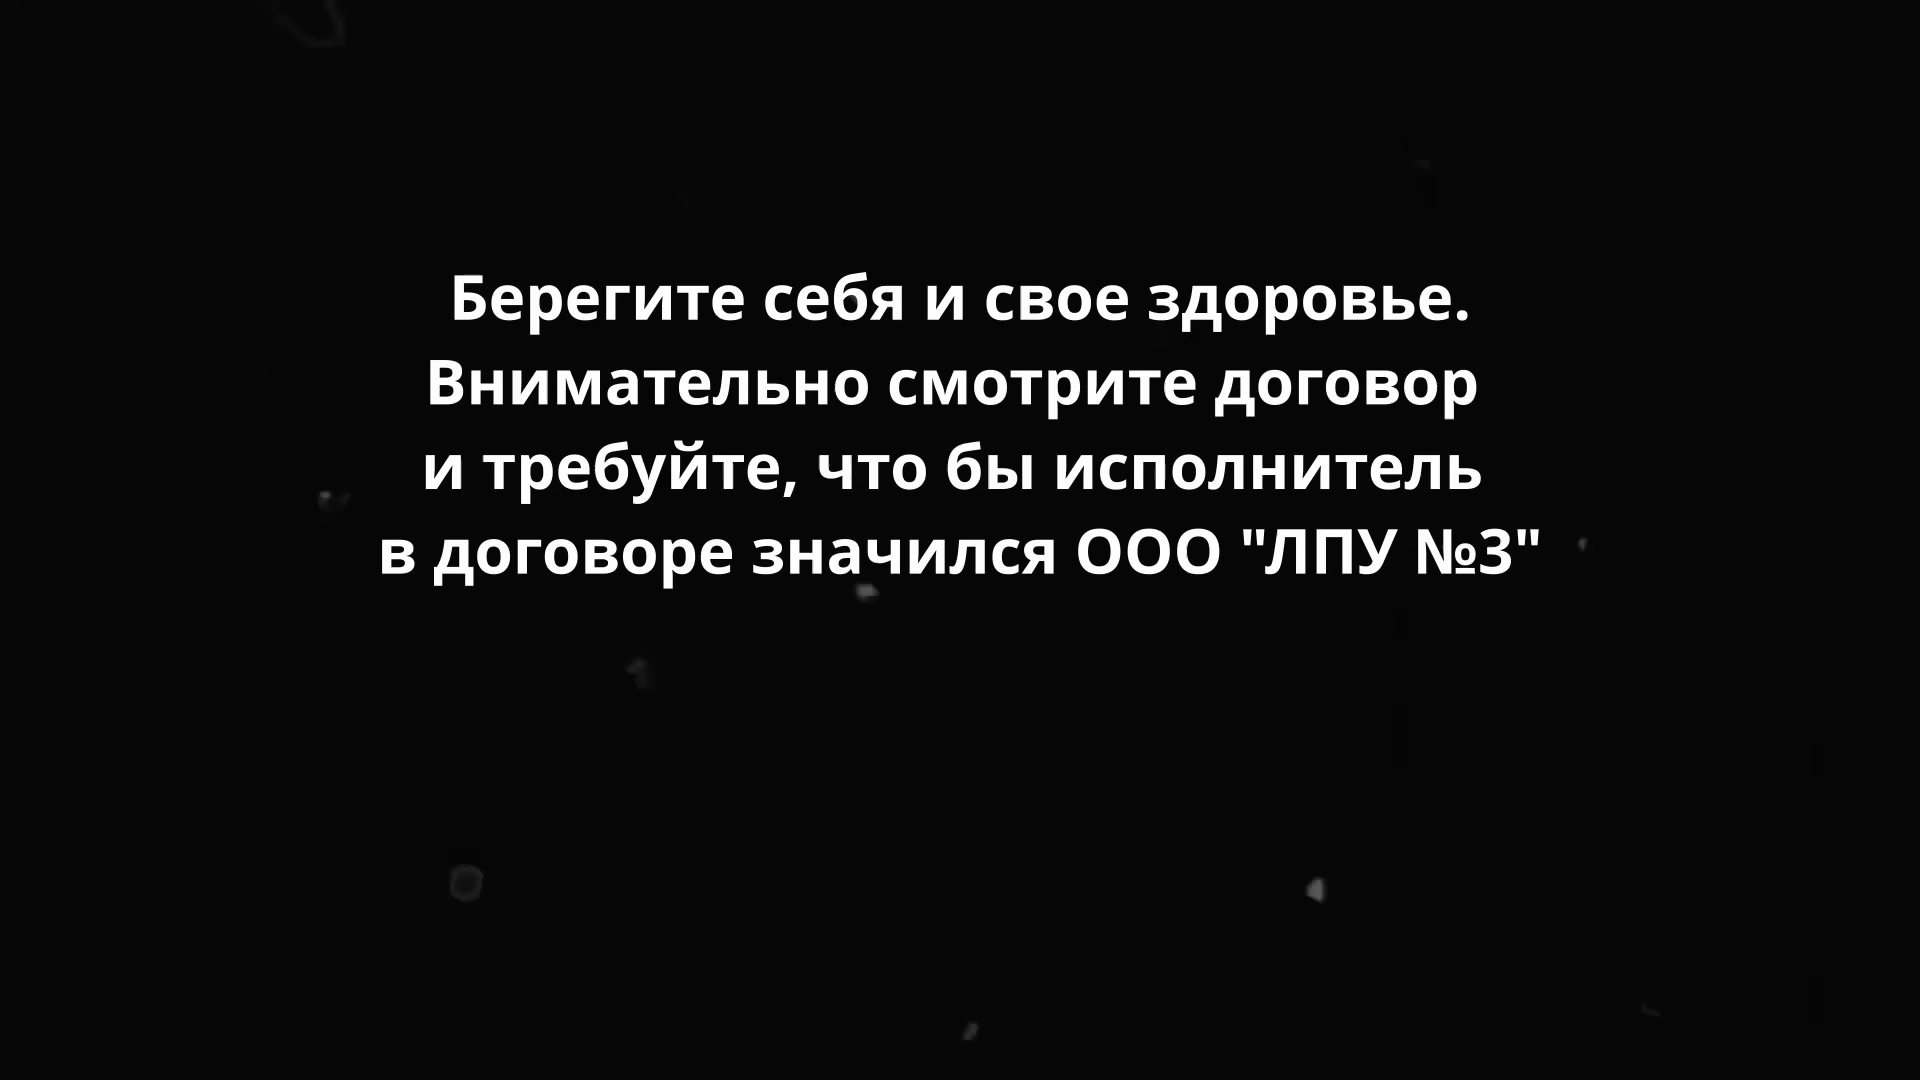 Берегите себя и свое здоровье.
Внимательно смотрите договор
и требуйте, что бы исполнитель
в договоре значился ООО "ЛПУ №3"